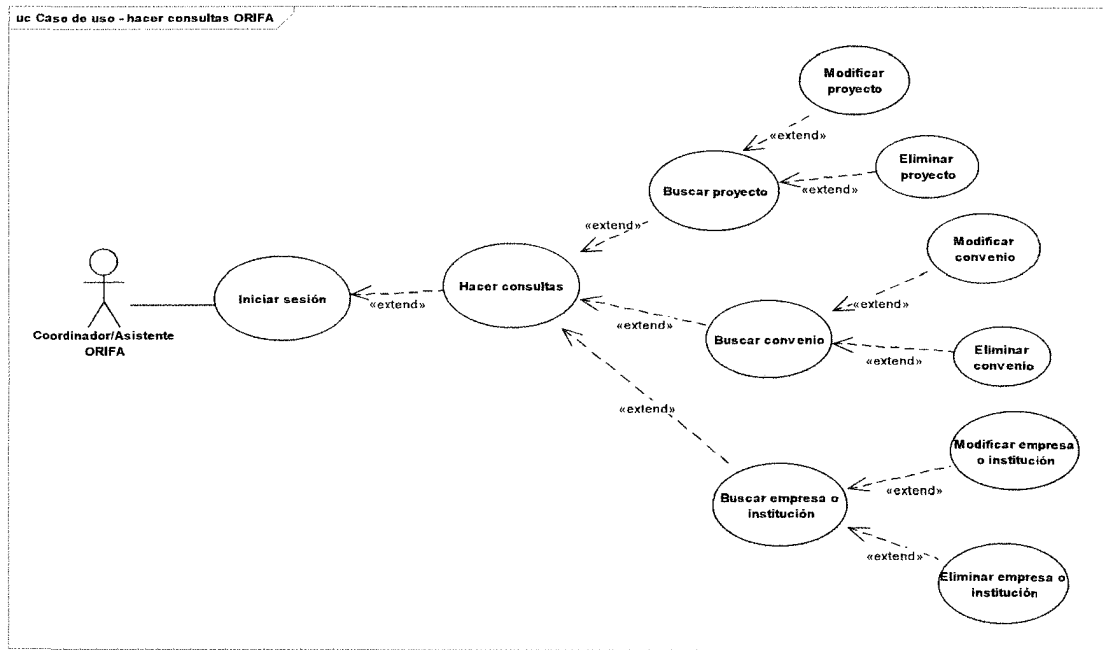 uc Caso de uso - hacer consultas ORIFA
Modificar
proyecto
«extend»
Eliminar
proyecto
Buscar proyecto
«extend»
«extend»
Modificar
convenio
Iniciar sesión
«extend»
Hacer consultas
«extend»
«extend»
Buscar convenio
«extend»
Eliminar
convenio
Coordinador/Asistente
ORIFA
«extend»
Modificar empresa
o institución
Buscar empresa o
institución
«extend»
«extend»
Eliminar empresa o
institución